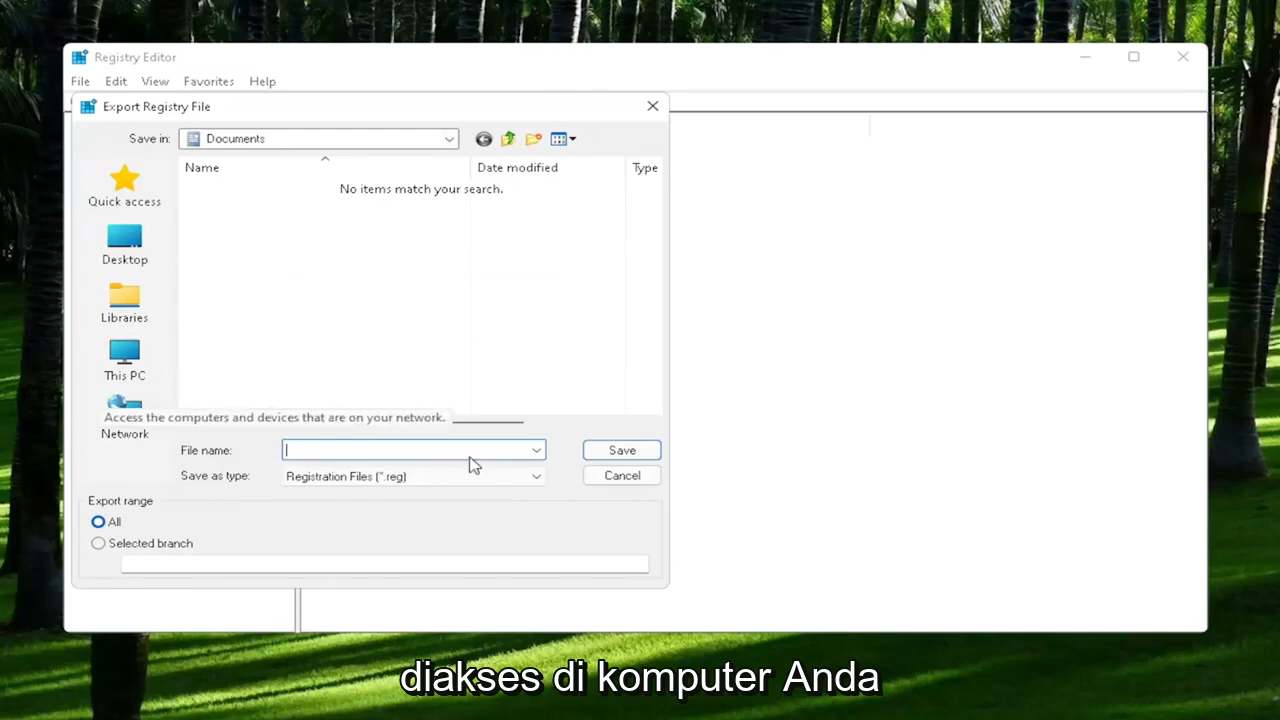 Registry Editor
File Edit View Favorites Help
Export Registry File
Save in: Documents
Name Date modified Type
No items match your search.
Quick access
Desktop
Libraries
This PC
Access the computers and devices that are on your network.
Network
File name: Save
Save as type: Registration Files (*.reg) Cancel
Export range
All
Selected branch
diakses di komputer Anda